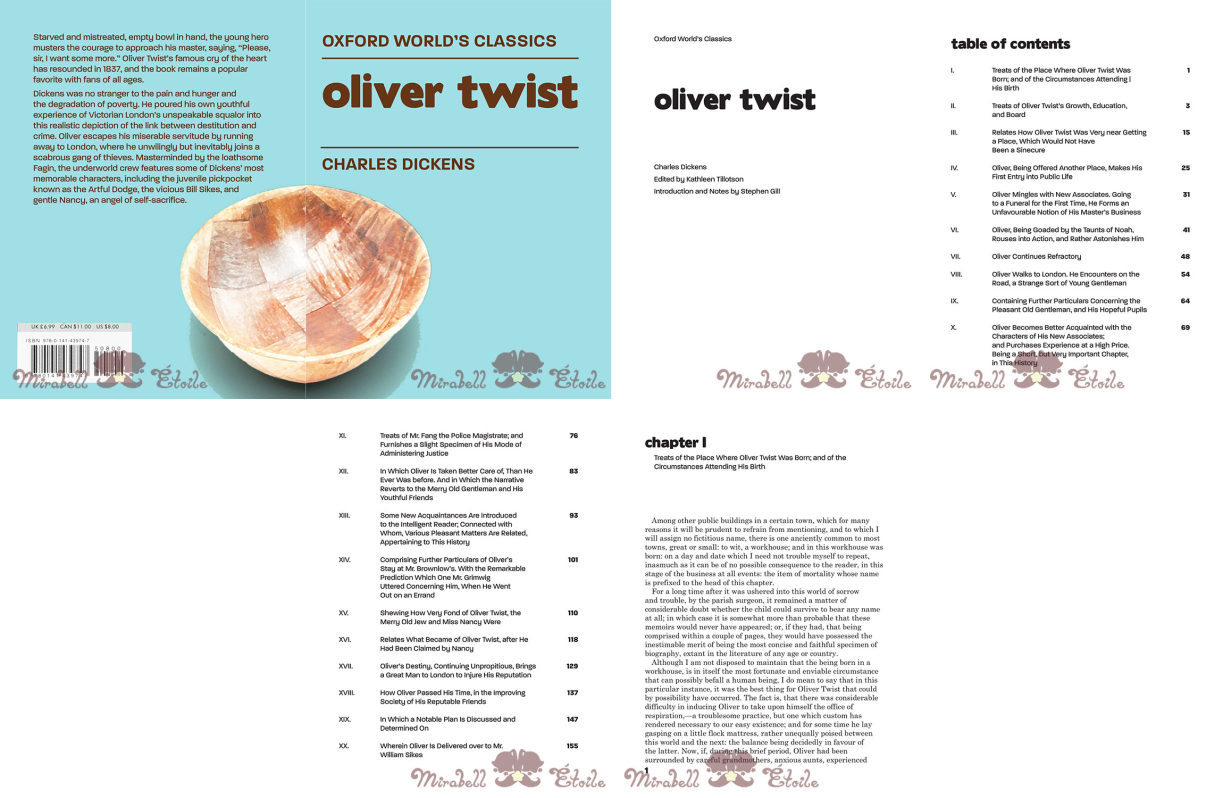 Starved and mistreated, empty bowl in hand, the young hero
musters the courage to approach his master, saying, “Please,
sir, I want some more.” Oliver Twist’s famous cry of the heart
has resounded in 1837, and the book remains a popular
favorite with fans of all ages.
Dickens was no stranger to the pain and hunger and
the degradation of poverty. He poured his own youthful
experience of Victorian London’s unspeakable squalor into
this realistic depiction of the link between destitution and
crime. Oliver escapes his miserable servitude by running
away to London, where he unwillingly but inevitably joins a
scabrous gang of thieves. Masterminded by the loathsome
Fagin, the underworld crew features some of Dickens’ most
memorable characters, including the juvenile pickpocket
known as the Artful Dodge, the vicious Bill Sikes, and
gentle Nancy, an angel of self-sacrifice.
UK £6.99 CAN $11.00 US $8.00
ISBN 978-0-141-43974-7
50800
OXFORD WORLD’S CLASSICS
oliver twist
CHARLES DICKENS
Mirabell Étoile
Mirabell Étoile
Oxford World’s Classics
oliver twist
Charles Dickens
Edited by Kathleen Tillotson
Introduction and Notes by Stephen Gill
Mirabell Étoile
table of contents
I. Treats of the Place Where Oliver Twist Was 1
Born; and of the Circumstances Attending |
His Birth
II. Treats of Oliver Twist’s Growth, Education, 3
and Board
III. Relates How Oliver Twist Was Very near Getting 15
a Place, Which Would Not Have
Been a Sinecure
IV. Oliver, Being Offered Another Place, Makes His 25
First Entry into Public Life
V. Oliver Mingles with New Associates. Going 31
to a Funeral for the First Time, He Forms an
Unfavourable Notion of His Master’s Business
VI. Oliver, Being Goaded by the Taunts of Noah, 41
Rouses into Action, and Rather Astonishes Him
VII. Oliver Continues Refractory 48
VIII. Oliver Walks to London. He Encounters on the 54
Road, a Strange Sort of Young Gentleman
IX. Containing Further Particulars Concerning the 64
Pleasant Old Gentleman, and His Hopeful Pupils
X. Oliver Becomes Better Acquainted with the 69
Characters of His New Associates;
and Purchases Experience at a High Price.
Being a Short, but Very Important Chapter,
in This History
Mirabell Étoile
XI. Treats of Mr. Fang the Police Magistrate; and 76
Furnishes a Slight Specimen of His Mode of
Administering Justice
XII. In Which Oliver Is Taken Better Care of, Than He 83
Ever Was before. And in Which the Narrative
Reverts to the Merry Old Gentleman and His
Youthful Friends
XIII. Some New Acquaintances Are Introduced 93
to the Intelligent Reader; Connected with
Whom, Various Pleasant Matters Are Related,
Appertaining to This History
XIV. Comprising Further Particulars of Oliver’s 101
Stay at Mr. Brownlow’s. With the Remarkable
Prediction Which One Mr. Grimwig
Uttered Concerning Him, When He Went
Out on an Errand
XV. Shewing How Very Fond of Oliver Twist, the 110
Merry Old Jew and Miss Nancy Were
XVI. Relates What Became of Oliver Twist, after He 118
Had Been Claimed by Nancy
XVII. Oliver’s Destiny, Continuing Unpropitious, Brings 129
a Great Man to London to Injure His Reputation
XVIII. How Oliver Passed His Time, in the Improving 137
Society of His Reputable Friends
XIX. In Which a Notable Plan Is Discussed and 147
Determined On
XX. Wherein Oliver Is Delivered over to Mr. 155
William Sikes
Mirabell Étoile
chapter I
Treats of the Place Where Oliver Twist Was Born; and of the
Circumstances Attending His Birth
Among other public buildings in a certain town, which for many
reasons it will be prudent to refrain from mentioning, and to which I
will assign no fictitious name, there is one anciently common to most
towns, great or small: to wit, a workhouse; and in this workhouse was
born: on a day and date which I need not trouble myself to repeat,
inasmuch as it can be of no possible consequence to the reader, in this
stage of the business at all events: the item of mortality whose name
is prefixed to the head of this chapter.
For a long time after it was ushered into this world of sorrow
and trouble, by the parish surgeon, it remained a matter of
considerable doubt whether the child could survive to bear any name
at all; in which case it is somewhat more than probable that these
memoirs would never have appeared; or, if they had, that being
comprised within a couple of pages, they would have possessed the
inestimable merit of being the most concise and faithful specimen of
biography, extant in the literature of any age or country.
Although I am not disposed to maintain that the being born in a
workhouse, is in itself the most fortunate and enviable circumstance
that can possibly befall a human being, I do mean to say that in this
particular instance, it was the best thing for Oliver Twist that could
by possibility have occurred. The fact is, that there was considerable
difficulty in inducing Oliver to take upon himself the office of
respiration,—a troublesome practice, but one which custom has
rendered necessary to our easy existence; and for some time he lay
gasping on a little flock mattress, rather unequally poised between
this world and the next: the balance being decidedly in favour of
the latter. Now, if, during this brief period, Oliver had been
surrounded by careful grandmothers, anxious aunts, experienced
1
Mirabell Étoile